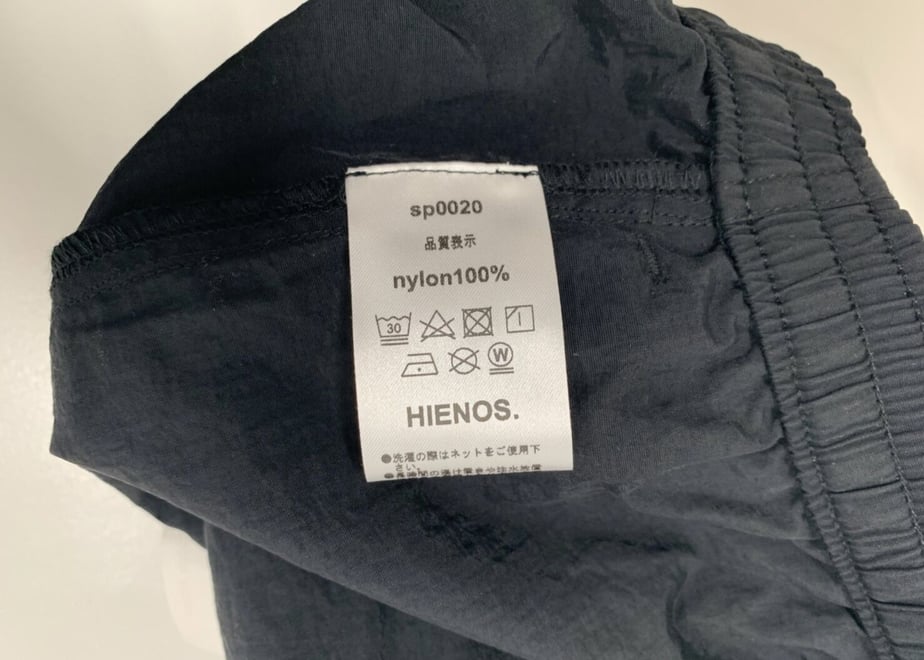 sp0020
品質表示
nylon100%
30
W
HIENOS.
●洗濯の際はネットをご使用下
さい。